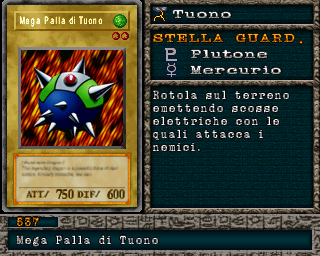 Mega Palla di Tuono
ATT/ 750 DIF/ 600
Tuono
STELLA GUARD.
Plutone
Mercurio
Rotola sul terreno
emettendo scosse
elettriche con le
quali attacca i
nemici.
537
Mega Palla di Tuono